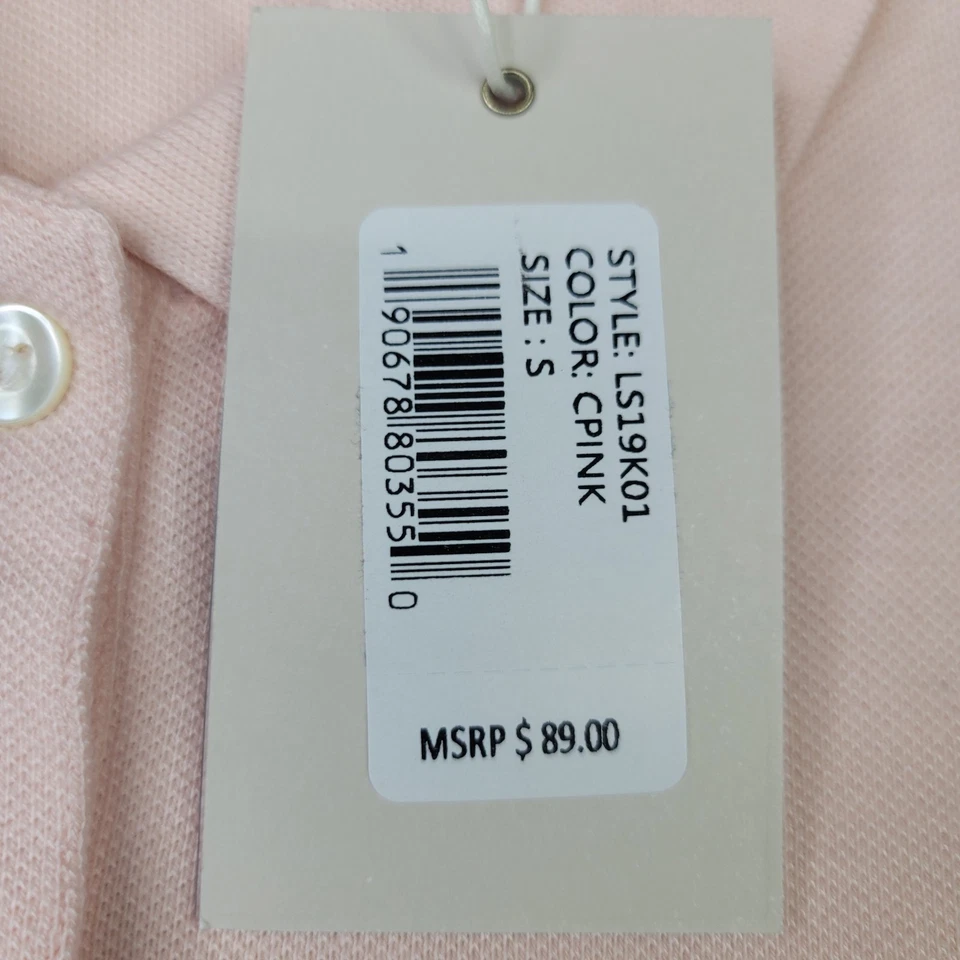 STYLE: LS19K01
COLOR: CPINK
SIZE : S
1 90678 80355 0
MSRP $ 89.00